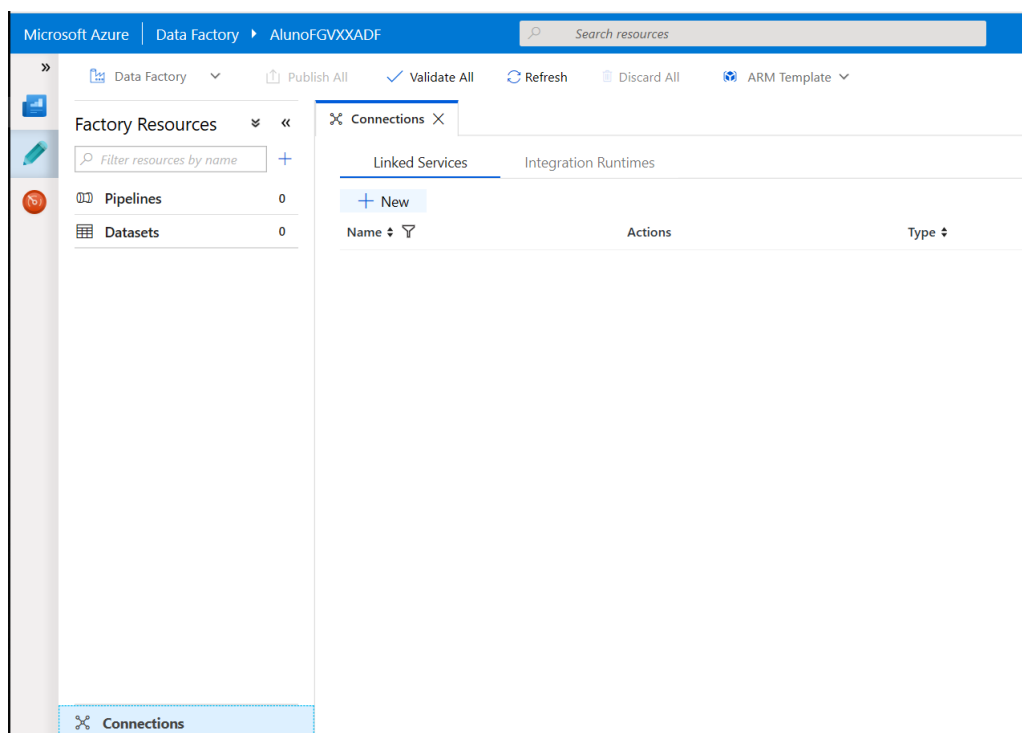 Microsoft Azure Data Factory AlunoFGVXXADF Search resources
Data Factory Publish All Validate All Refresh Discard All ARM Template
Factory Resources
Connections
Filter resources by name
Linked Services Integration Runtimes
Pipelines 0
New
Datasets 0
Name Actions Type
Connections